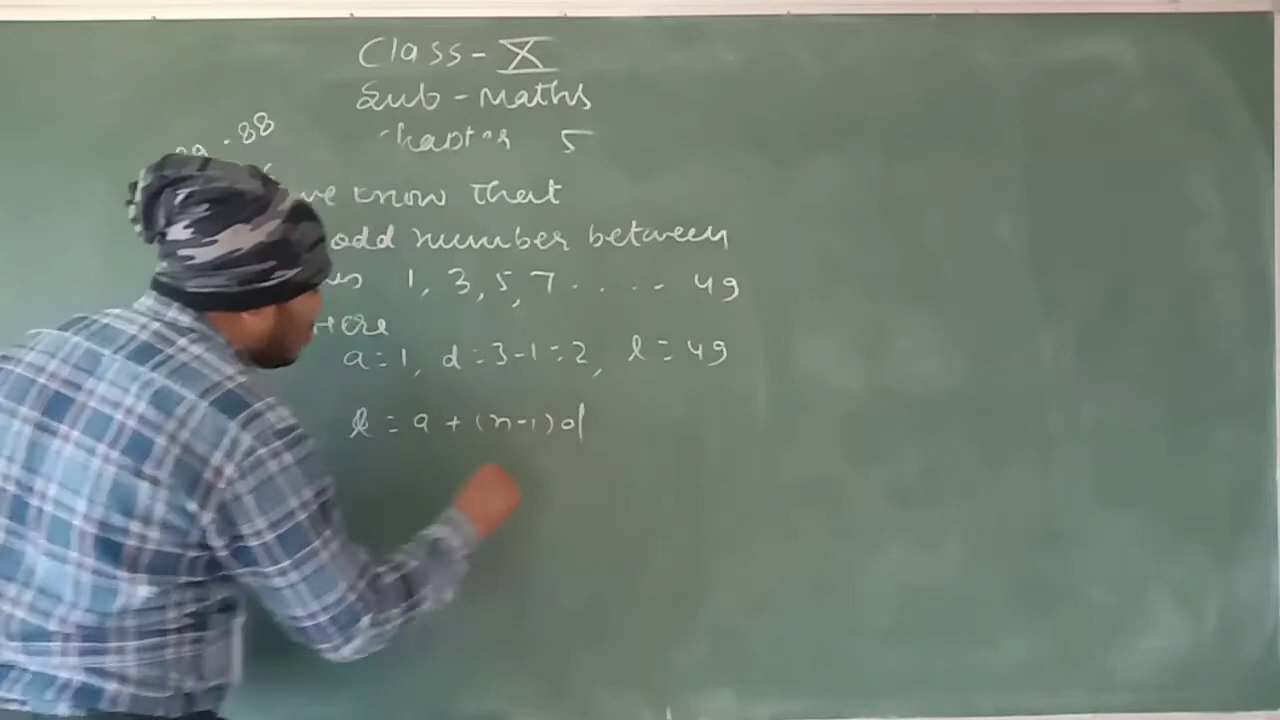 Class - X
Sub - Maths
Chapter 5
88
we know that
odd number between
1, 3, 5, 7 ..... 49
Here
a = 1, d = 3 - 1 = 2, l = 49
l = a + (n - 1) d